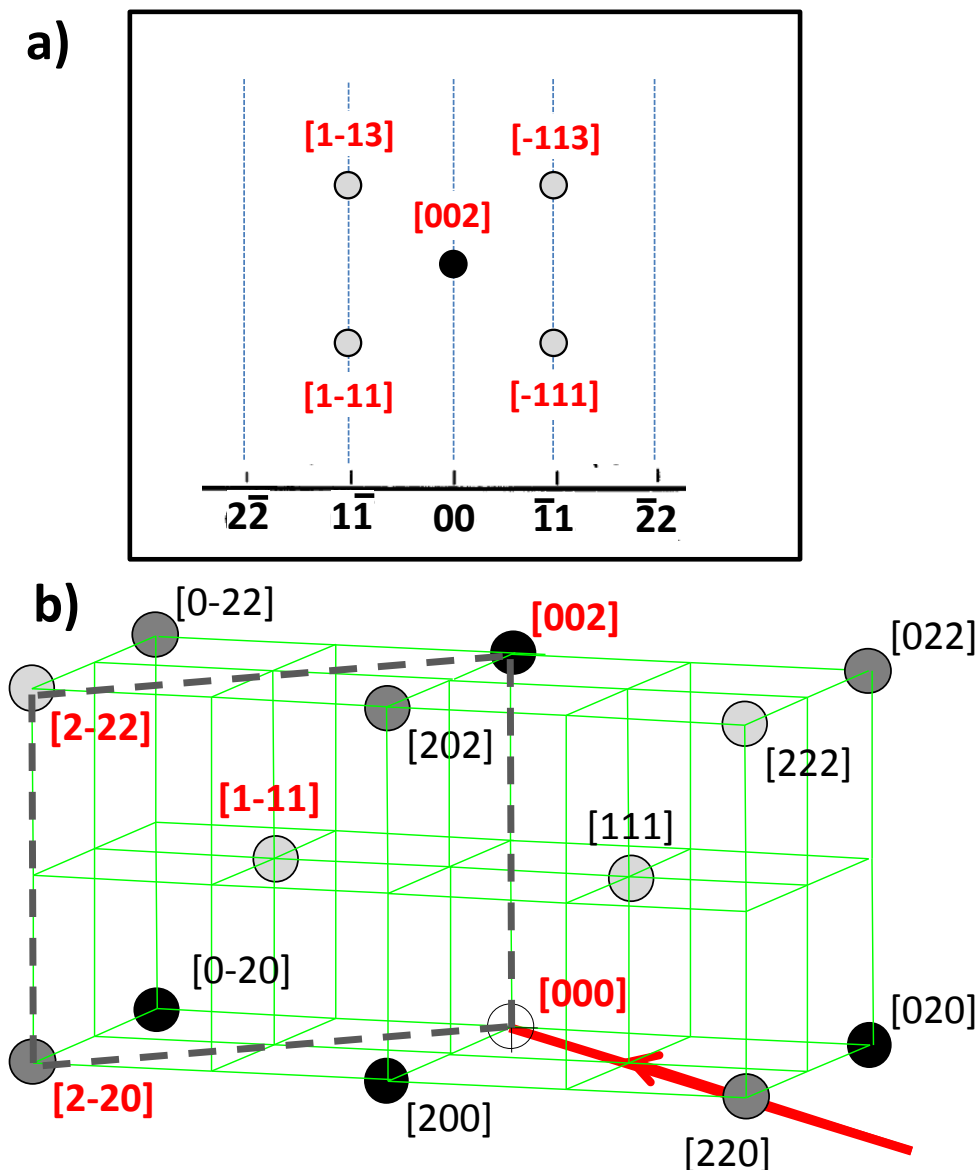 a)
[1-13] [-113]
[002]
[1-11] [-111]
22̅ 11̅ 00 1̅1 2̅2
b)
[0-22] [002]
[022]
[2-22] [202] [222]
[1-11] [111]
[0-20] [000] [020]
[2-20] [200] [220]